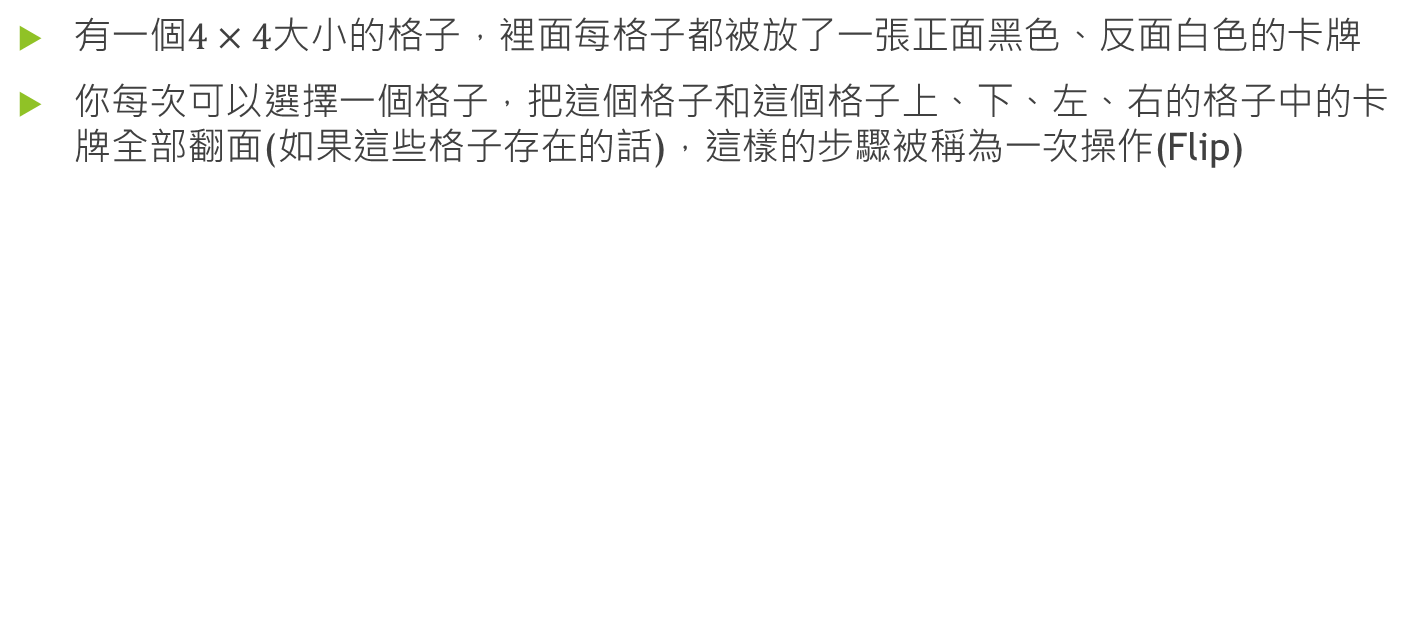 有一個4 × 4大小的格子，裡面每格子都被放了一張正面黑色、反面白色的卡牌
你每次可以選擇一個格子，把這個格子和這個格子上、下、左、右的格子中的卡
牌全部翻面(如果這些格子存在的話)，這樣的步驟被稱為一次操作(Flip)